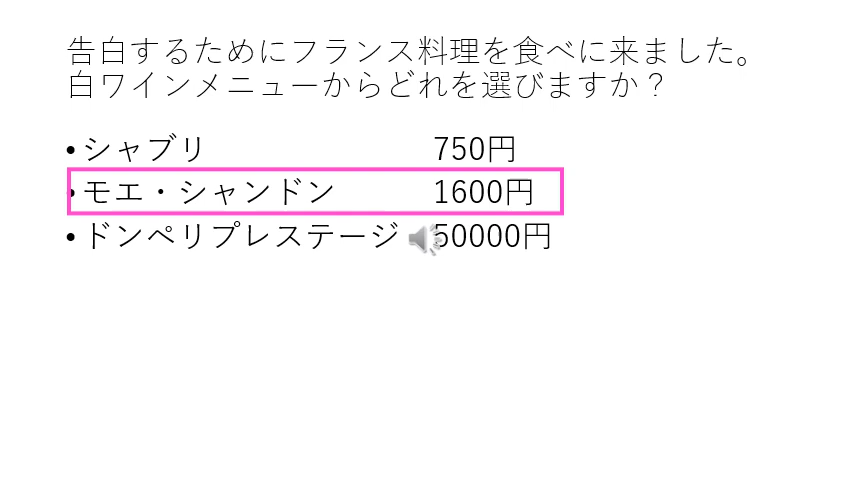 告白するためにフランス料理を食べに来ました。
白ワインメニューからどれを選びますか？
•シャブリ 750円
•モエ・シャンドン 1600円
•ドンペリプレステージ 50000円